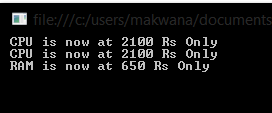 file:///c:/users/makwana/documents
CPU is now at 2100 Rs Only
CPU is now at 2100 Rs Only
RAM is now at 650 Rs Only